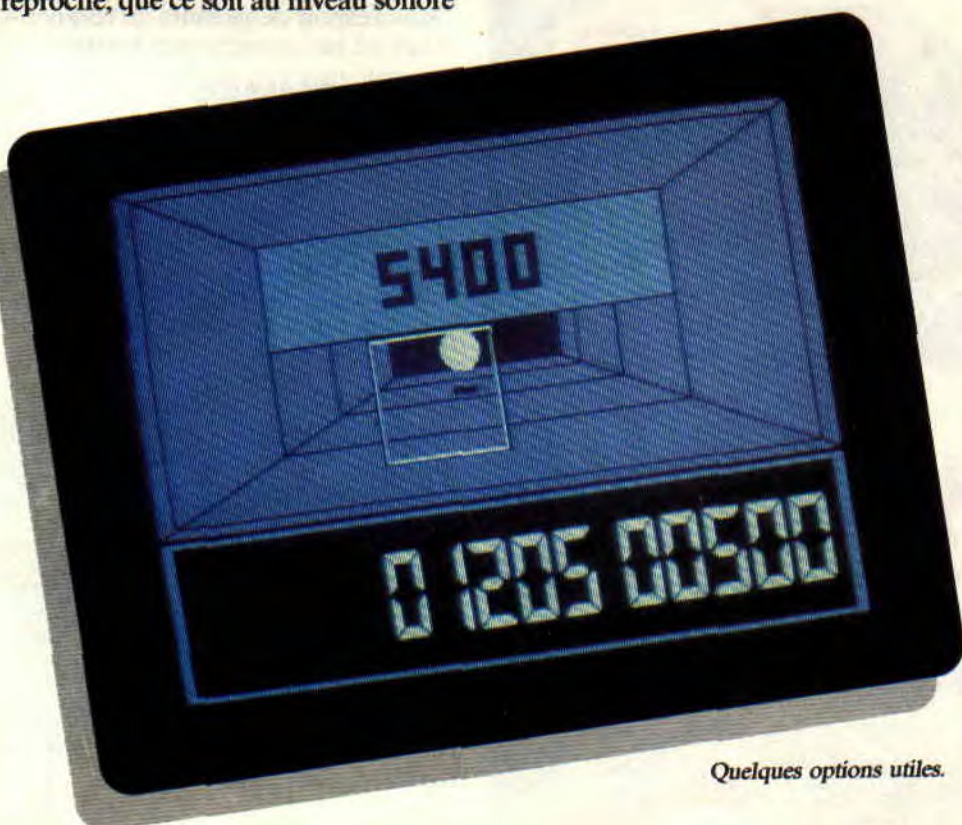 reproche, que ce soit au niveau sonore
5400
0 1205 00500
Quelques options utiles.